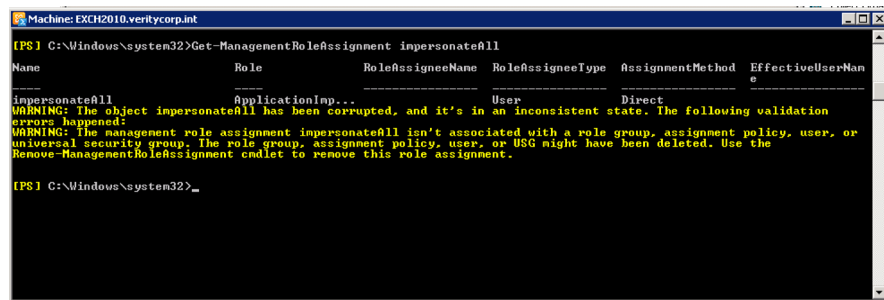 Machine: EXCH2010.veritycorp.int
[PS] C:\Windows\system32>Get-ManagementRoleAssignment impersonateAll
Name Role RoleAssigneeName RoleAssigneeType AssignmentMethod EffectiveUserNam
e
---- ---- ---------------- ---------------- ---------------- ----------------
impersonateAll ApplicationImp... User Direct
WARNING: The object impersonateAll has been corrupted, and it's in an inconsistent state. The following validation
errors happened:
WARNING: The management role assignment impersonateAll isn't associated with a role group, assignment policy, user, or
universal security group. The role group, assignment policy, user, or USG might have been deleted. Use the
Remove-ManagementRoleAssignment cmdlet to remove this role assignment.
[PS] C:\Windows\system32>_